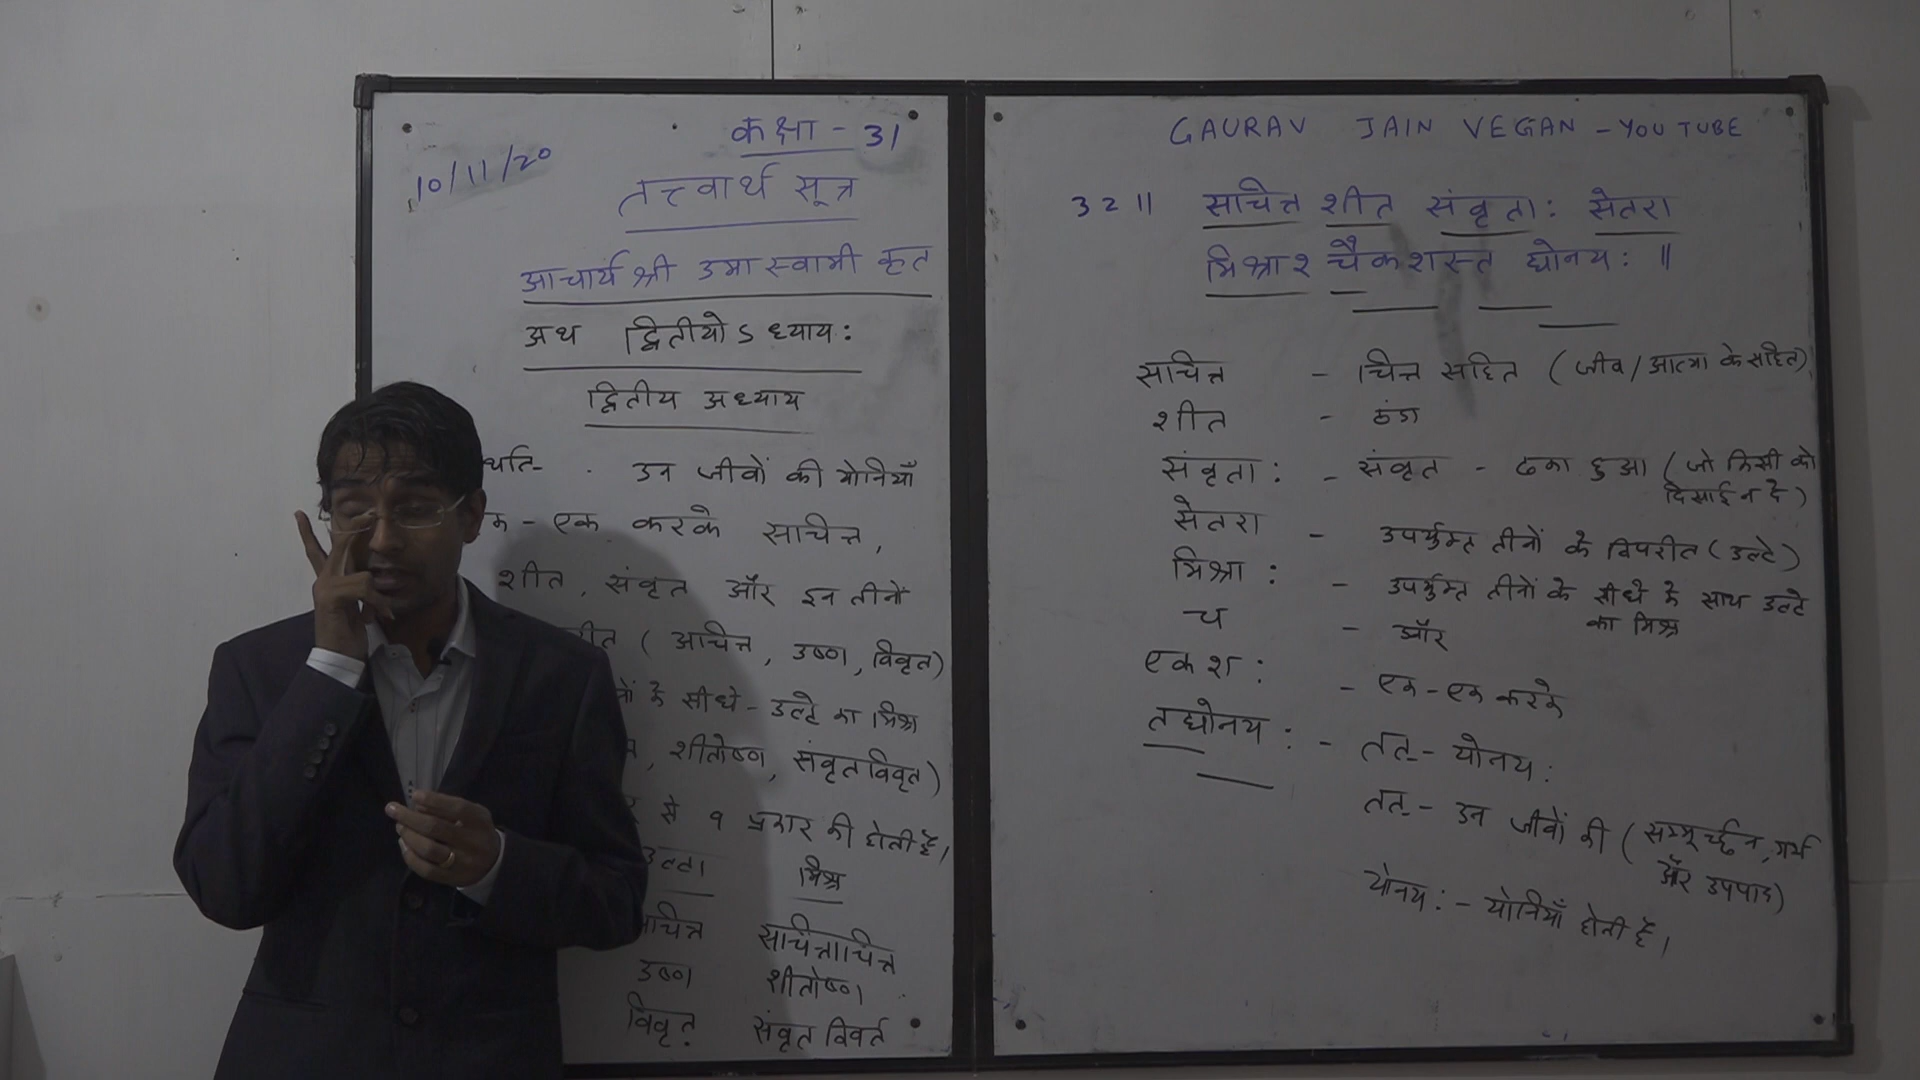 10/11/20
कक्षा - 31
तत्त्वार्थ सूत्र
आचार्य श्री उमास्वामी कृत
अथ द्वितीयोऽध्याय:
द्वितीय अध्याय
उन जीवों की योनियाँ
- एक करके सचित्त,
शीत, संवृत और इन तीनों
(अचित्त, उष्ण, विवृत)
के सीधे - उल्टे का मिश्र
, शीतोष्ण, संवृतविवृत)
से 9 प्रकार की होती हैं।
उल्टा मिश्र
सचित्ताचित्त
उष्ण शीतोष्ण
विवृत संवृत विवर्त
GAURAV JAIN VEGAN - YOUTUBE
32 || सचित्त शीत संवृता: सेतरा
मिश्राश्चैकशस्तद्योनय: ||
सचित्त - चित्त सहित (जीव/आत्मा के सहित)
शीत - ठंडा
संवृता: - संवृत - ढका हुआ (जो किसी को
दिखाई न दे)
सेतरा - उपर्युक्त तीनों के विपरीत (उल्टे)
मिश्रा: - उपर्युक्त तीनों के सीधे के साथ उल्टे
का मिश्र
च - और
एकश: - एक-एक करके
तद्योनय: - तत् - योनय:
तत् - उन जीवों की (सम्मूर्च्छन, गर्भ
और उपपाद)
योनय: - योनियाँ होती हैं।